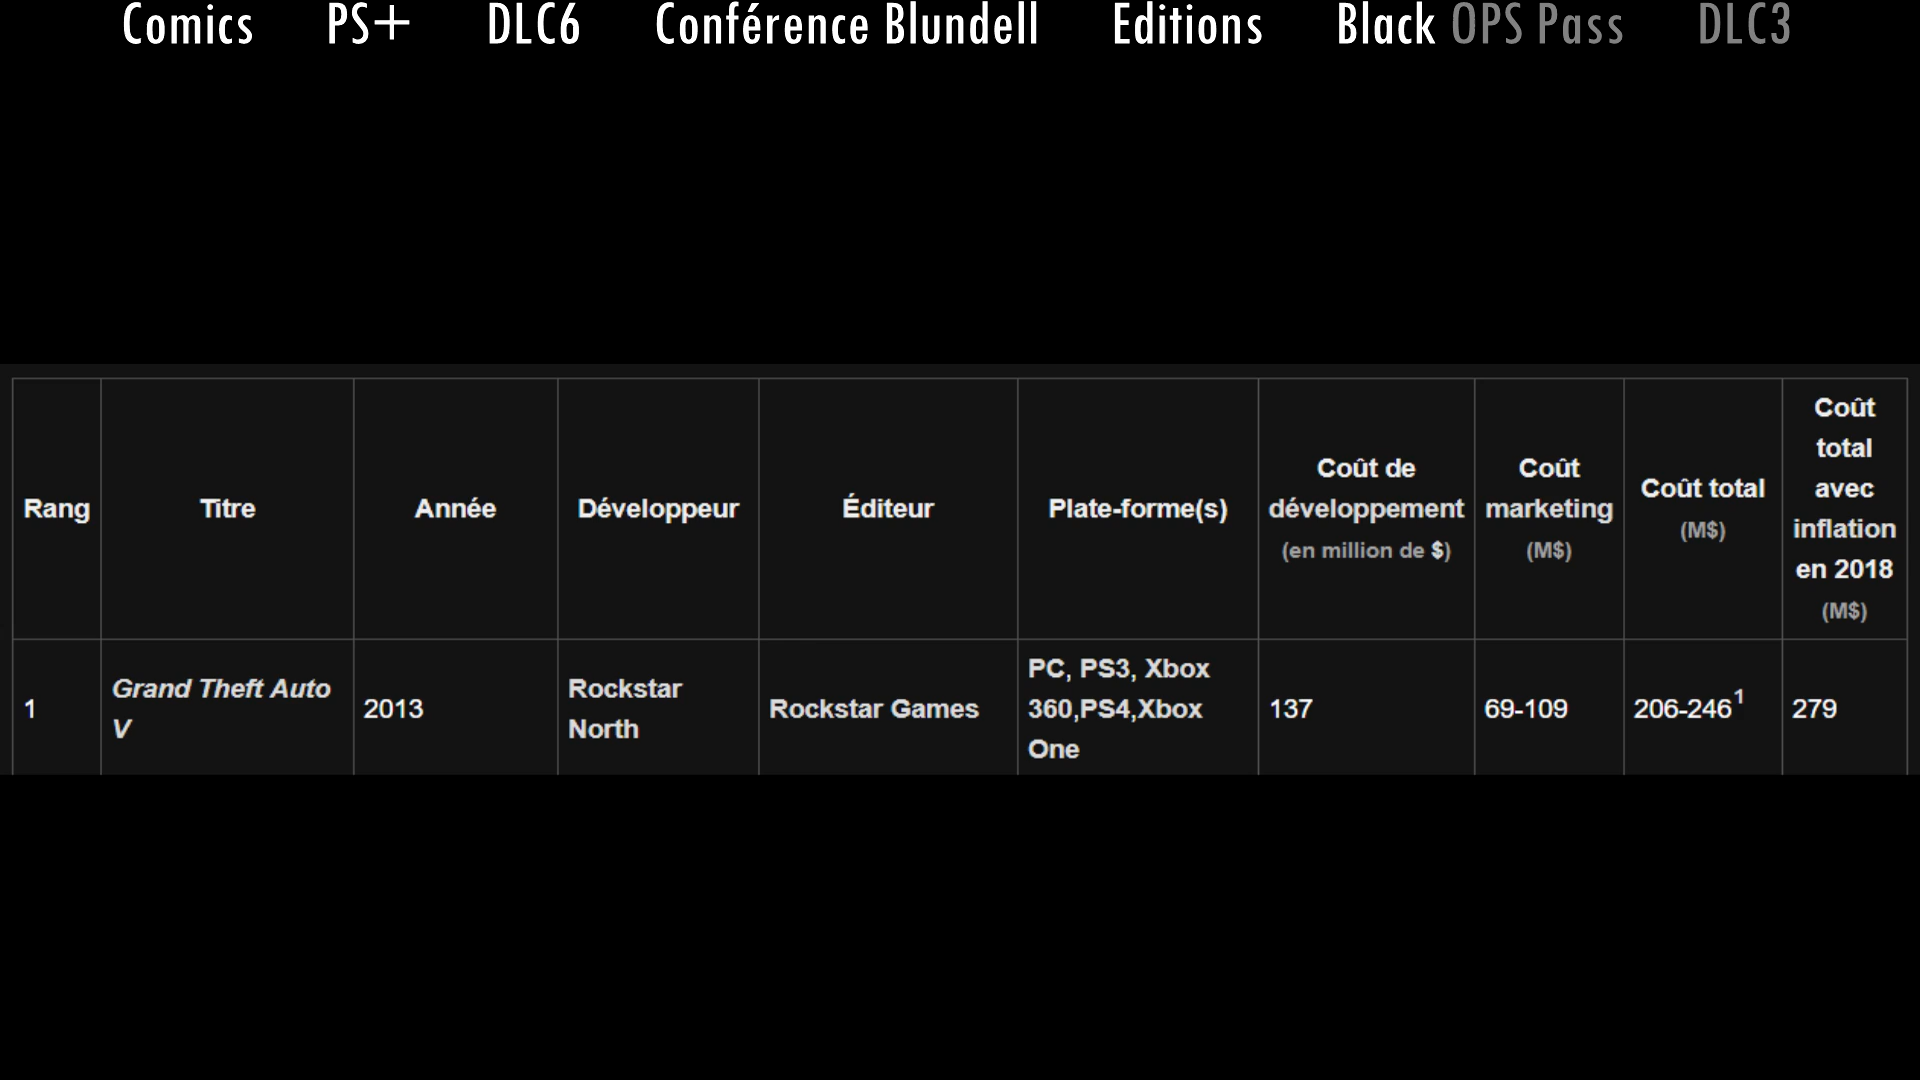 Comics PS+ DLC6 Conférence Blundell Editions Black OPS Pass DLC3
Rang
Titre
Année
Développeur
Éditeur
Plate-forme(s)
Coût de
développement
(en million de $)
Coût
marketing
(M$)
Coût total
(M$)
Coût
total
avec
inflation
en 2018
(M$)
1
Grand Theft Auto
V
2013
Rockstar
North
Rockstar Games
PC, PS3, Xbox
360,PS4,Xbox
One
137
69-109
206-246¹
279